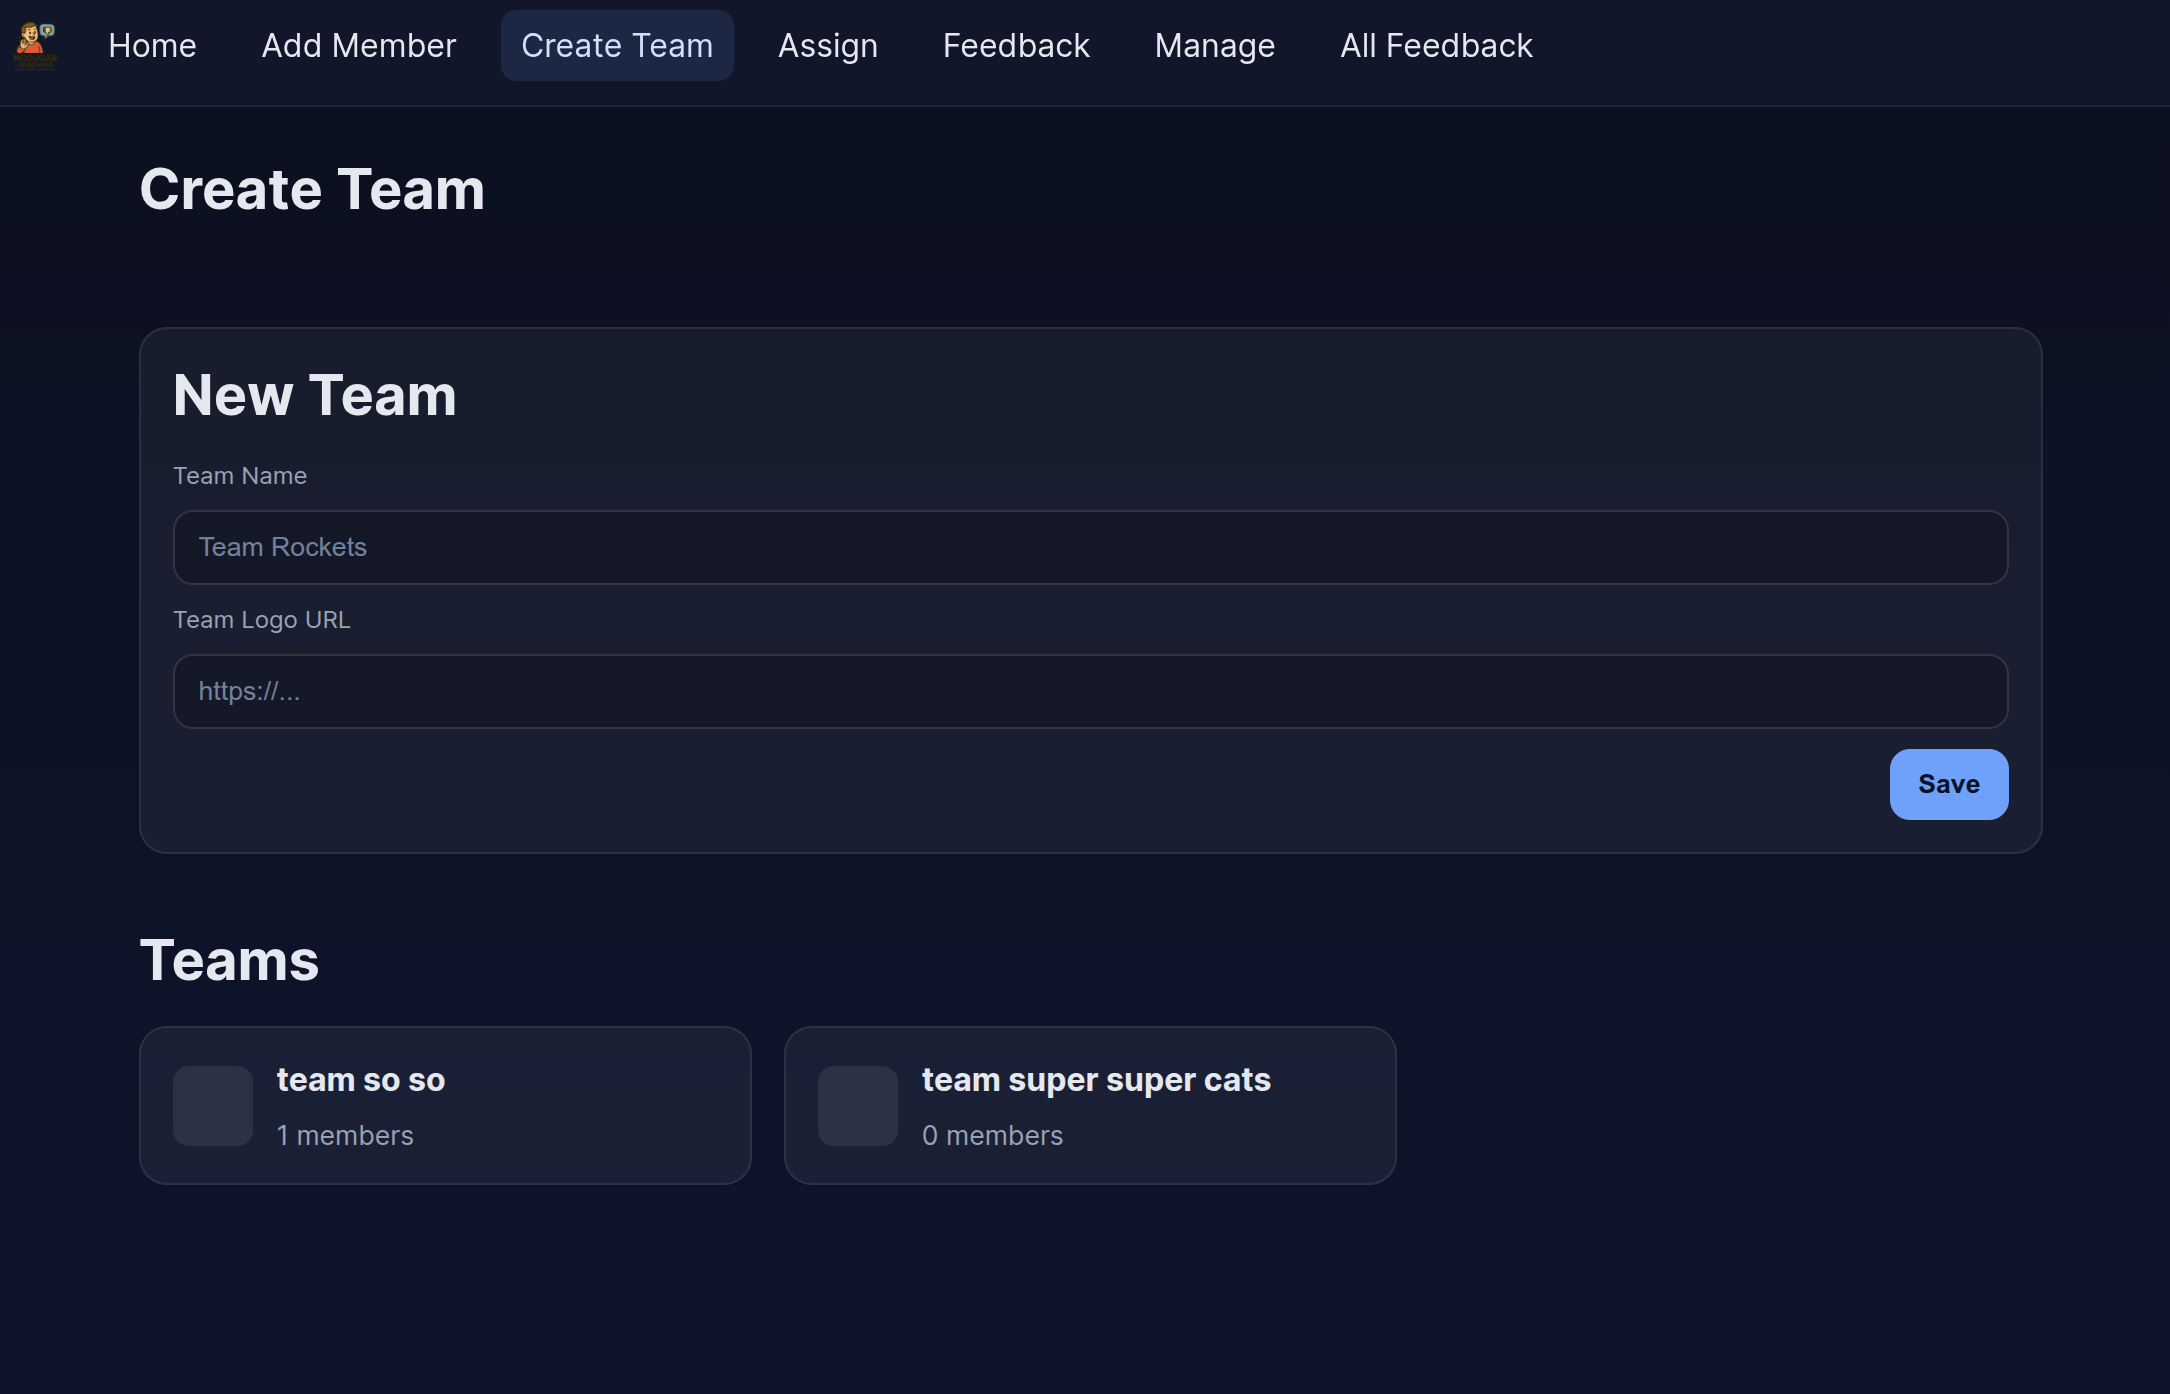 Home Add Member Create Team Assign Feedback Manage All Feedback
Create Team
New Team
Team Name
Team Rockets
Team Logo URL
https://...
Save
Teams
team so so
1 members
team super super cats
0 members